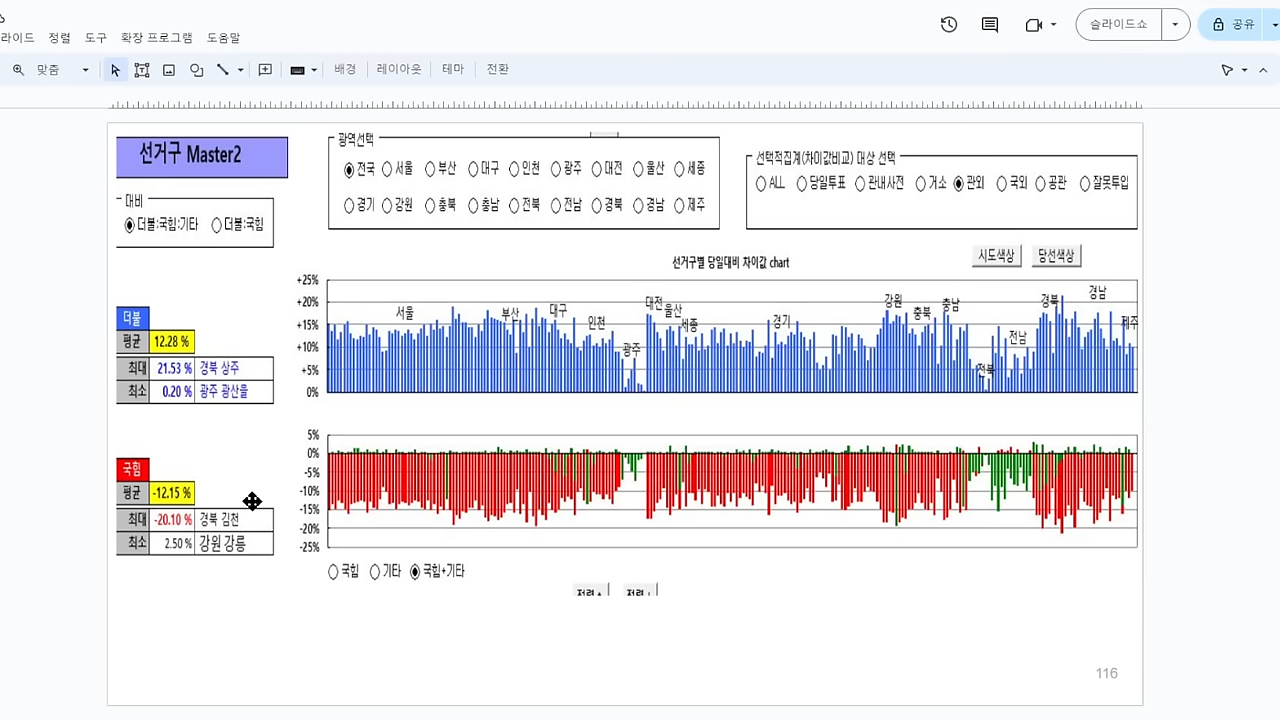 라이드 정렬 도구 확장 프로그램 도움말
슬라이드쇼
공유
맞춤
배경 레이아웃 테마 전환
선거구 Master2
대비
더불:국힘:기타 더불:국힘
광역선택
전국 서울 부산 대구 인천 광주 대전 울산 세종
경기 강원 충북 충남 전북 전남 경북 경남 제주
선택적집계(차이값비교) 대상 선택
ALL 당일투표 관내사전 거소 관외 국외 공관 잘못투입
시도색상 당선색상
선거구별 당일대비 차이값 chart
더불
평균 12.28 %
최대 21.53 % 경북 상주
최소 0.20 % 광주 광산을
+25%
+20%
+15%
+10%
+5%
0%
서울 부산 대구 인천 광주 대전 울산 세종 경기 강원 충북 충남 전북 전남 경북 경남 제주
국힘
평균 -12.15 %
최대 -20.10 % 경북 김천
최소 2.50 % 강원 강릉
5%
0%
-5%
-10%
-15%
-20%
-25%
국힘 기타 국힘+기타
116